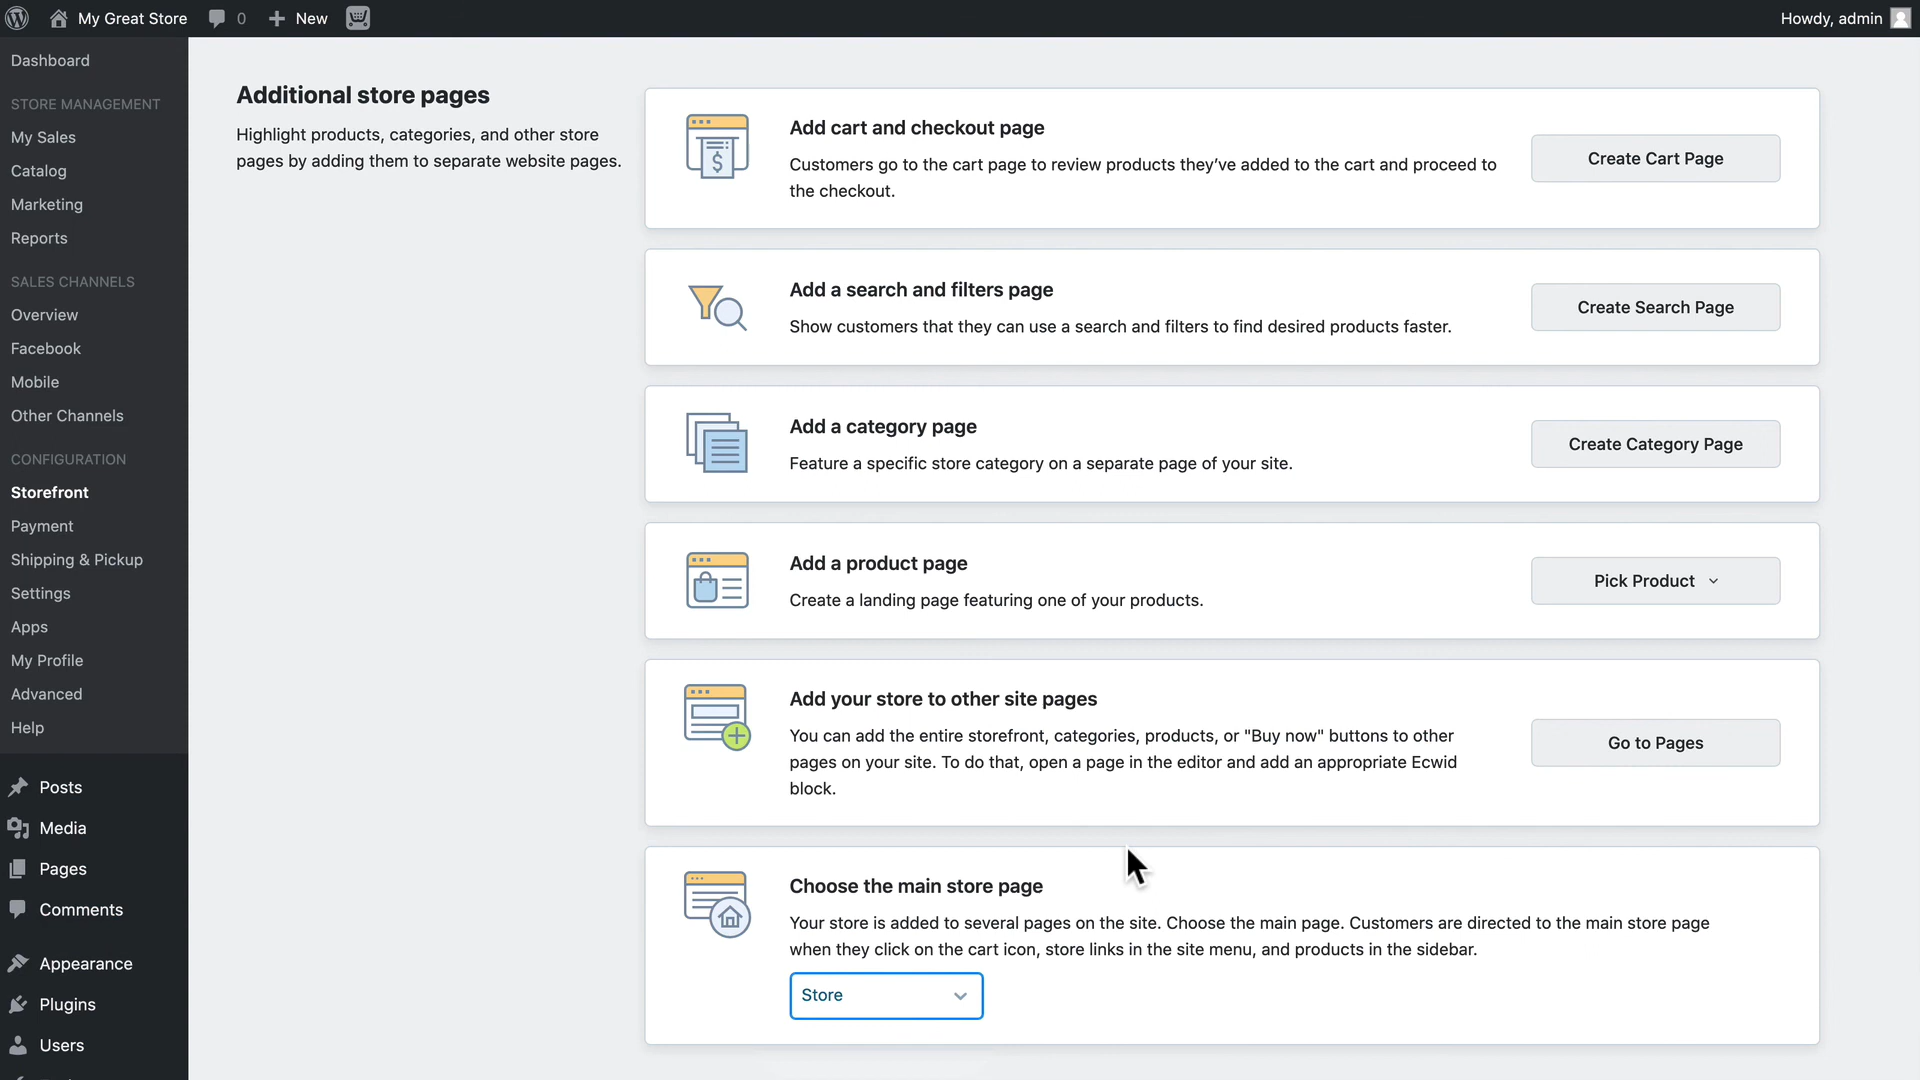 My Great Store
0
New
Howdy, admin
Dashboard
STORE MANAGEMENT
My Sales
Catalog
Marketing
Reports
SALES CHANNELS
Overview
Facebook
Mobile
Other Channels
CONFIGURATION
Storefront
Payment
Shipping & Pickup
Settings
Apps
My Profile
Advanced
Help
Posts
Media
Pages
Comments
Appearance
Plugins
Users
Additional store pages
Highlight products, categories, and other store
pages by adding them to separate website pages.
Add cart and checkout page
Customers go to the cart page to review products they’ve added to the cart and proceed to
the checkout.
Create Cart Page
Add a search and filters page
Show customers that they can use a search and filters to find desired products faster.
Create Search Page
Add a category page
Feature a specific store category on a separate page of your site.
Create Category Page
Add a product page
Create a landing page featuring one of your products.
Pick Product
Add your store to other site pages
You can add the entire storefront, categories, products, or "Buy now" buttons to other
pages on your site. To do that, open a page in the editor and add an appropriate Ecwid
block.
Go to Pages
Choose the main store page
Your store is added to several pages on the site. Choose the main page. Customers are directed to the main store page
when they click on the cart icon, store links in the site menu, and products in the sidebar.
Store